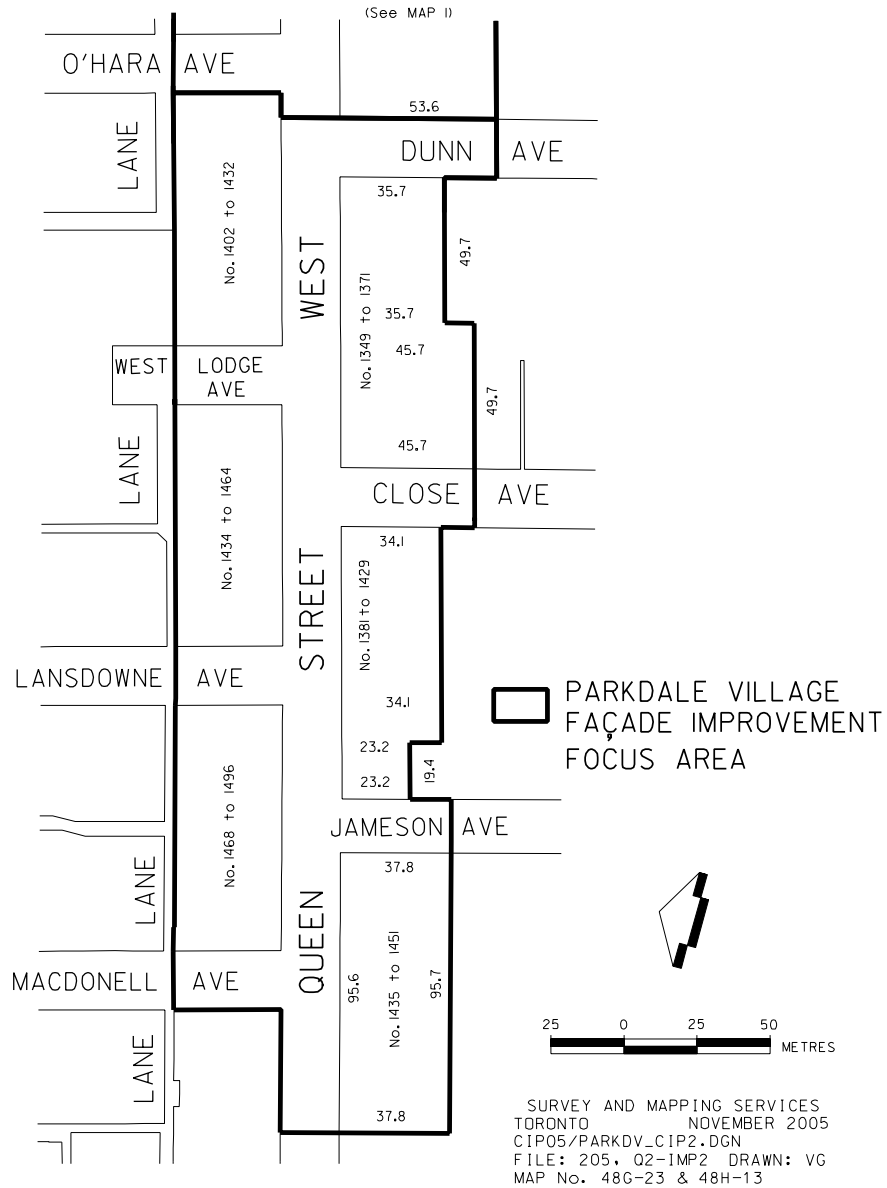 (See MAP 1)
O'HARA AVE
53.6
LANE
DUNN AVE
No. 1402 to 1432
35.7
WEST
49.7
No. 1349 to 1371
35.7
45.7
WEST LODGE
AVE
49.7
45.7
LANE
CLOSE AVE
No. 1434 to 1464
34.1
STREET
No. 1381 to 1429
LANSDOWNE AVE
34.1
PARKDALE VILLAGE
FAÇADE IMPROVEMENT
FOCUS AREA
23.2
19.4
23.2
JAMESON AVE
No. 1468 to 1496
37.8
LANE
QUEEN
MACDONELL AVE
95.6
No. 1435 to 1451
95.7
25 0 25 50
METRES
LANE
37.8
SURVEY AND MAPPING SERVICES
TORONTO NOVEMBER 2005
CIP05/PARKDV_CIP2.DGN
FILE: 205, Q2-IMP2 DRAWN: VG
MAP No. 48G-23 & 48H-13